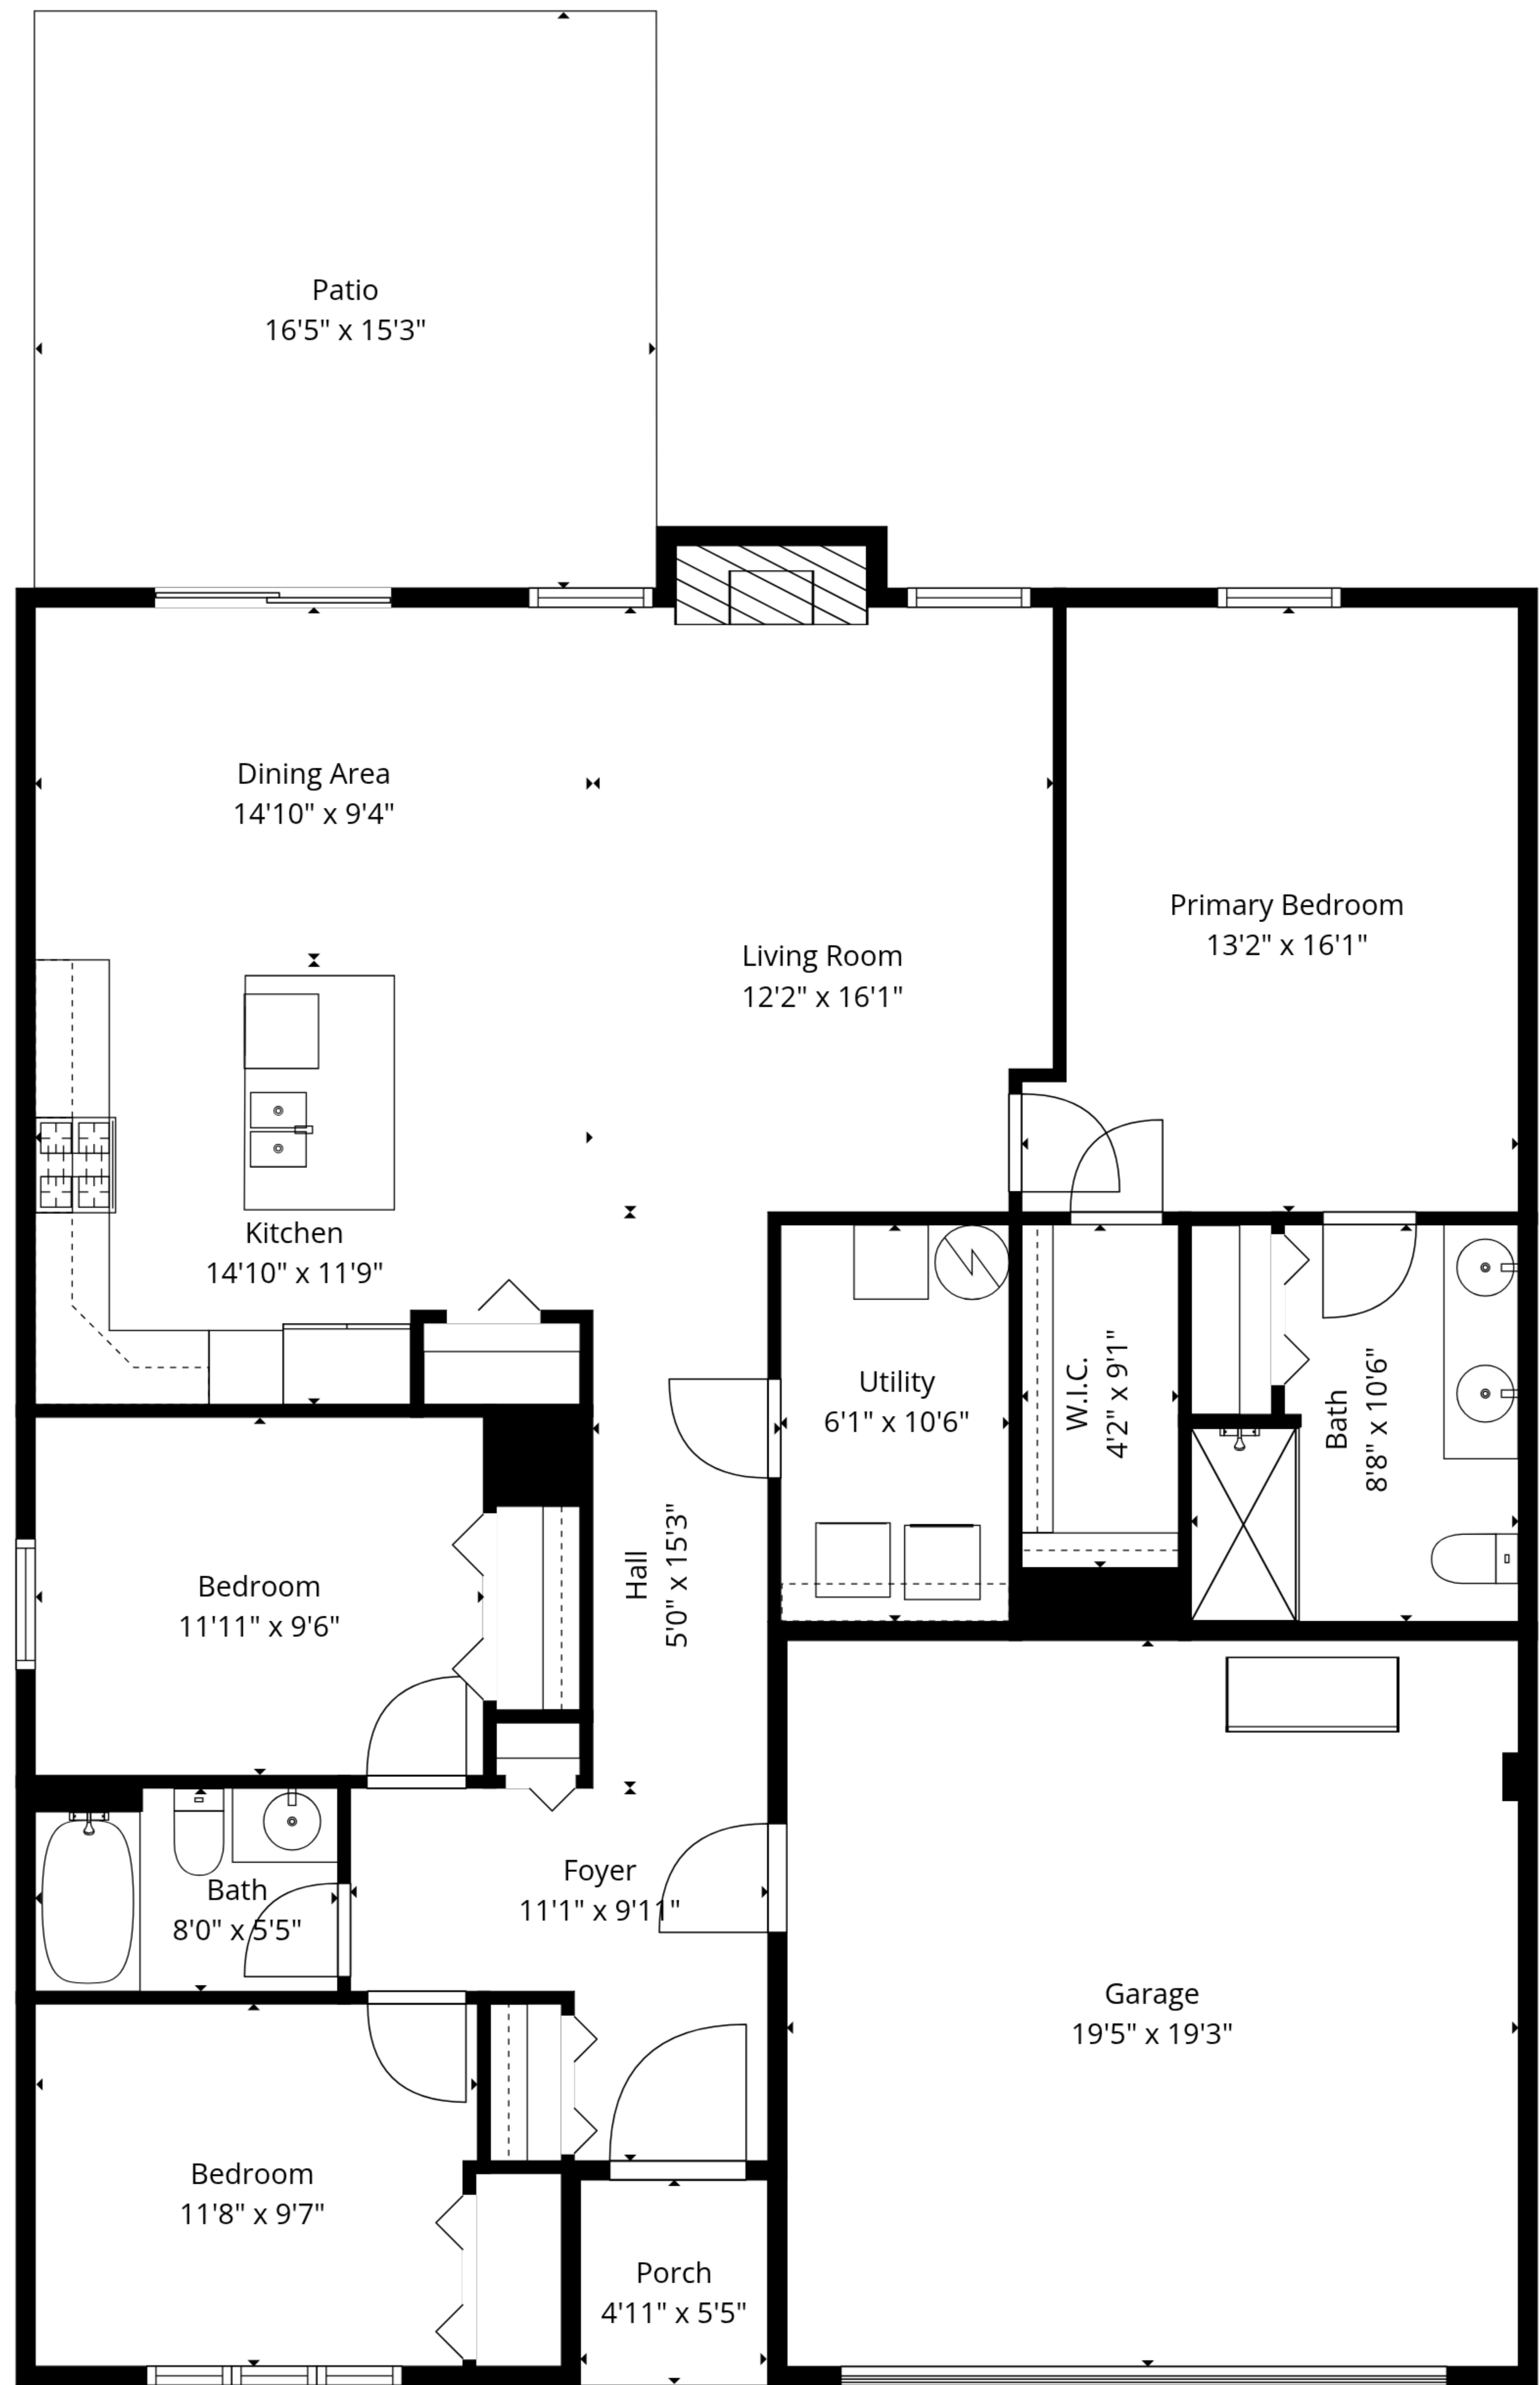 Patio
16'5" x 15'3"
Dining Area
14'10" x 9'4"
Primary Bedroom
13'2" x 16'1"
Living Room
12'2" x 16'1"
Kitchen
14'10" x 11'9"
Utility
6'1" x 10'6"
W.I.C.
4'2" x 9'1"
Bath
8'8" x 10'6"
Hall
5'0" x 15'3"
Bedroom
11'11" x 9'6"
Foyer
11'1" x 9'11"
Bath
8'0" x 5'5"
Garage
19'5" x 19'3"
Bedroom
11'8" x 9'7"
Porch
4'11" x 5'5"